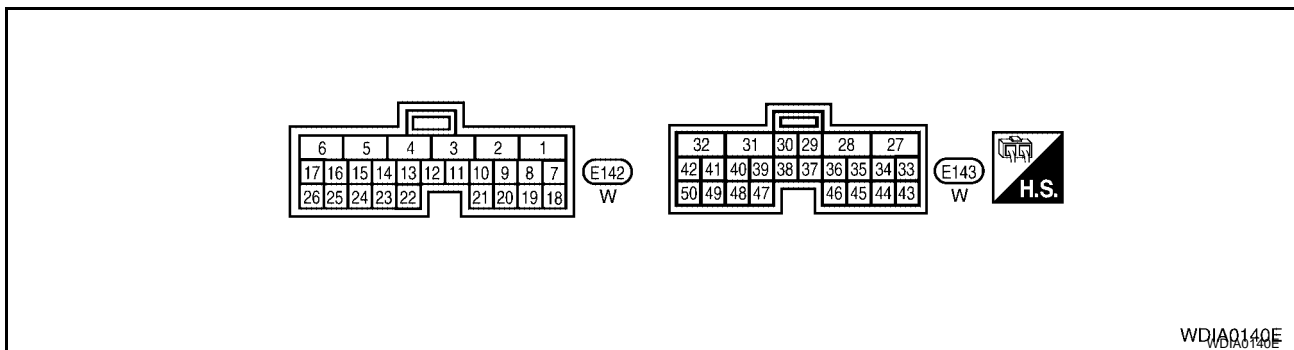 6 5 4 3 2 1
17 16 15 14 13 12 11 10 9 8 7
26 25 24 23 22 21 20 19 18
E142
W
32 31 30 29 28 27
42 41 40 39 38 37 36 35 34 33
50 49 48 47 46 45 44 43
E143
W
H.S.
WDIA0140E
WDIA0140E